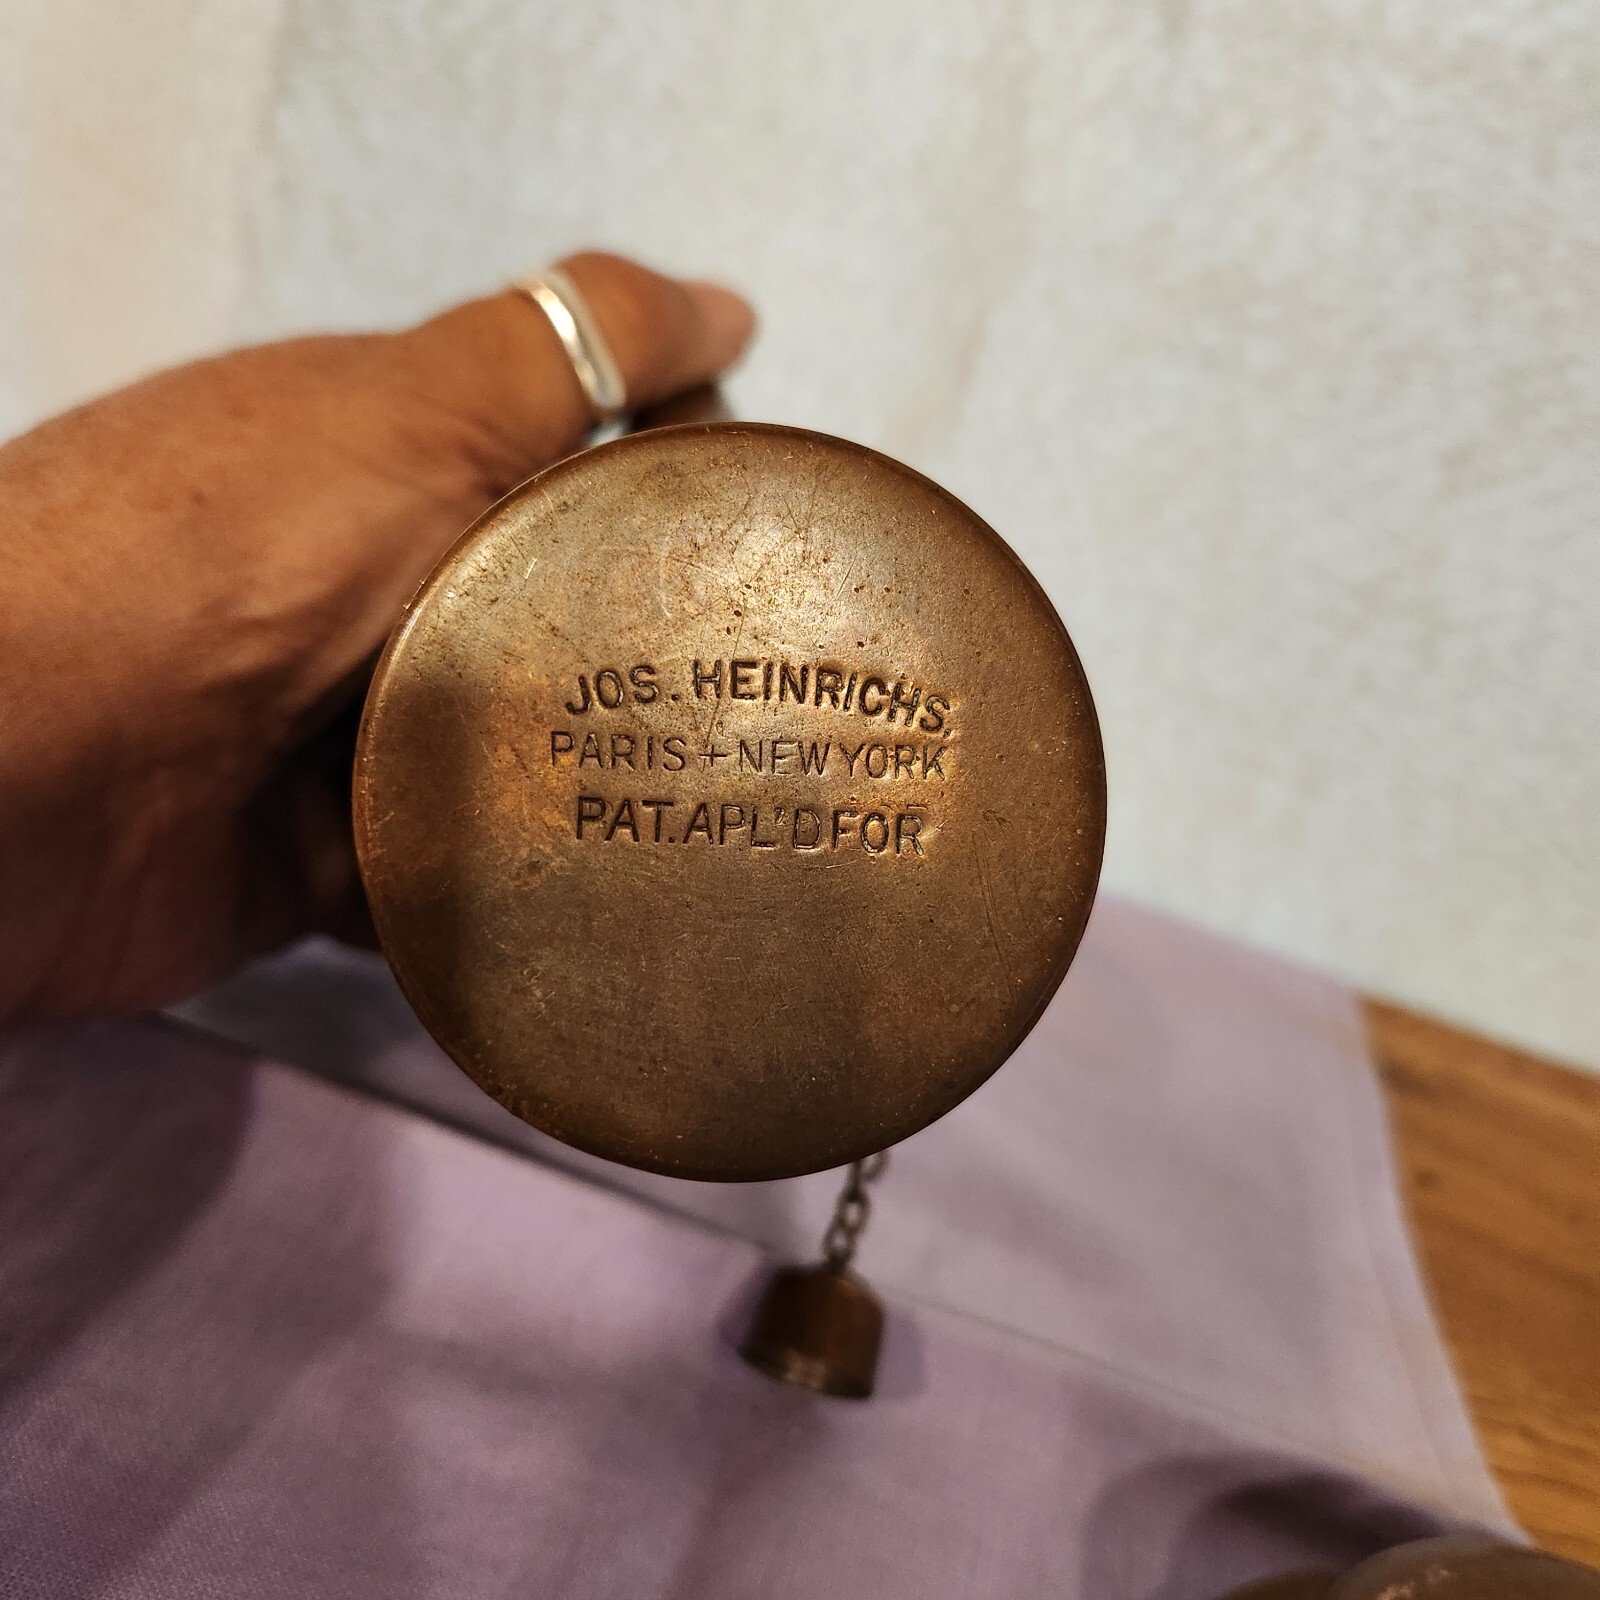 JOS. HEINRICHS,
PARIS + NEW YORK
PAT. APL'D FOR